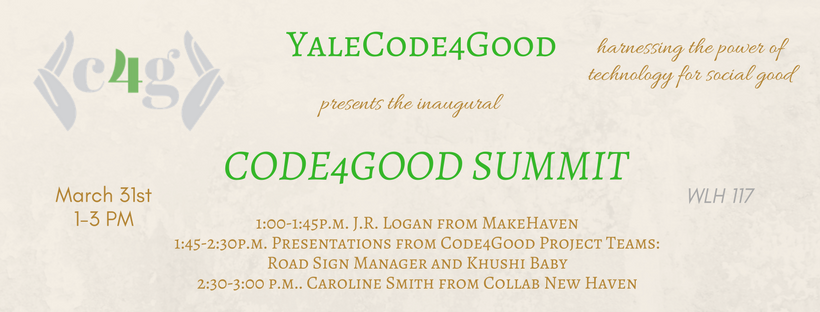 c4g
YaleCode4Good
harnessing the power of
technology for social good
presents the inaugural
CODE4GOOD SUMMIT
March 31st
1-3 PM
WLH 117
1:00-1:45p.m. J.R. Logan from MakeHaven
1:45-2:30p.m. Presentations from Code4Good Project Teams:
Road Sign Manager and Khushi Baby
2:30-3:00 p.m.. Caroline Smith from Collab New Haven